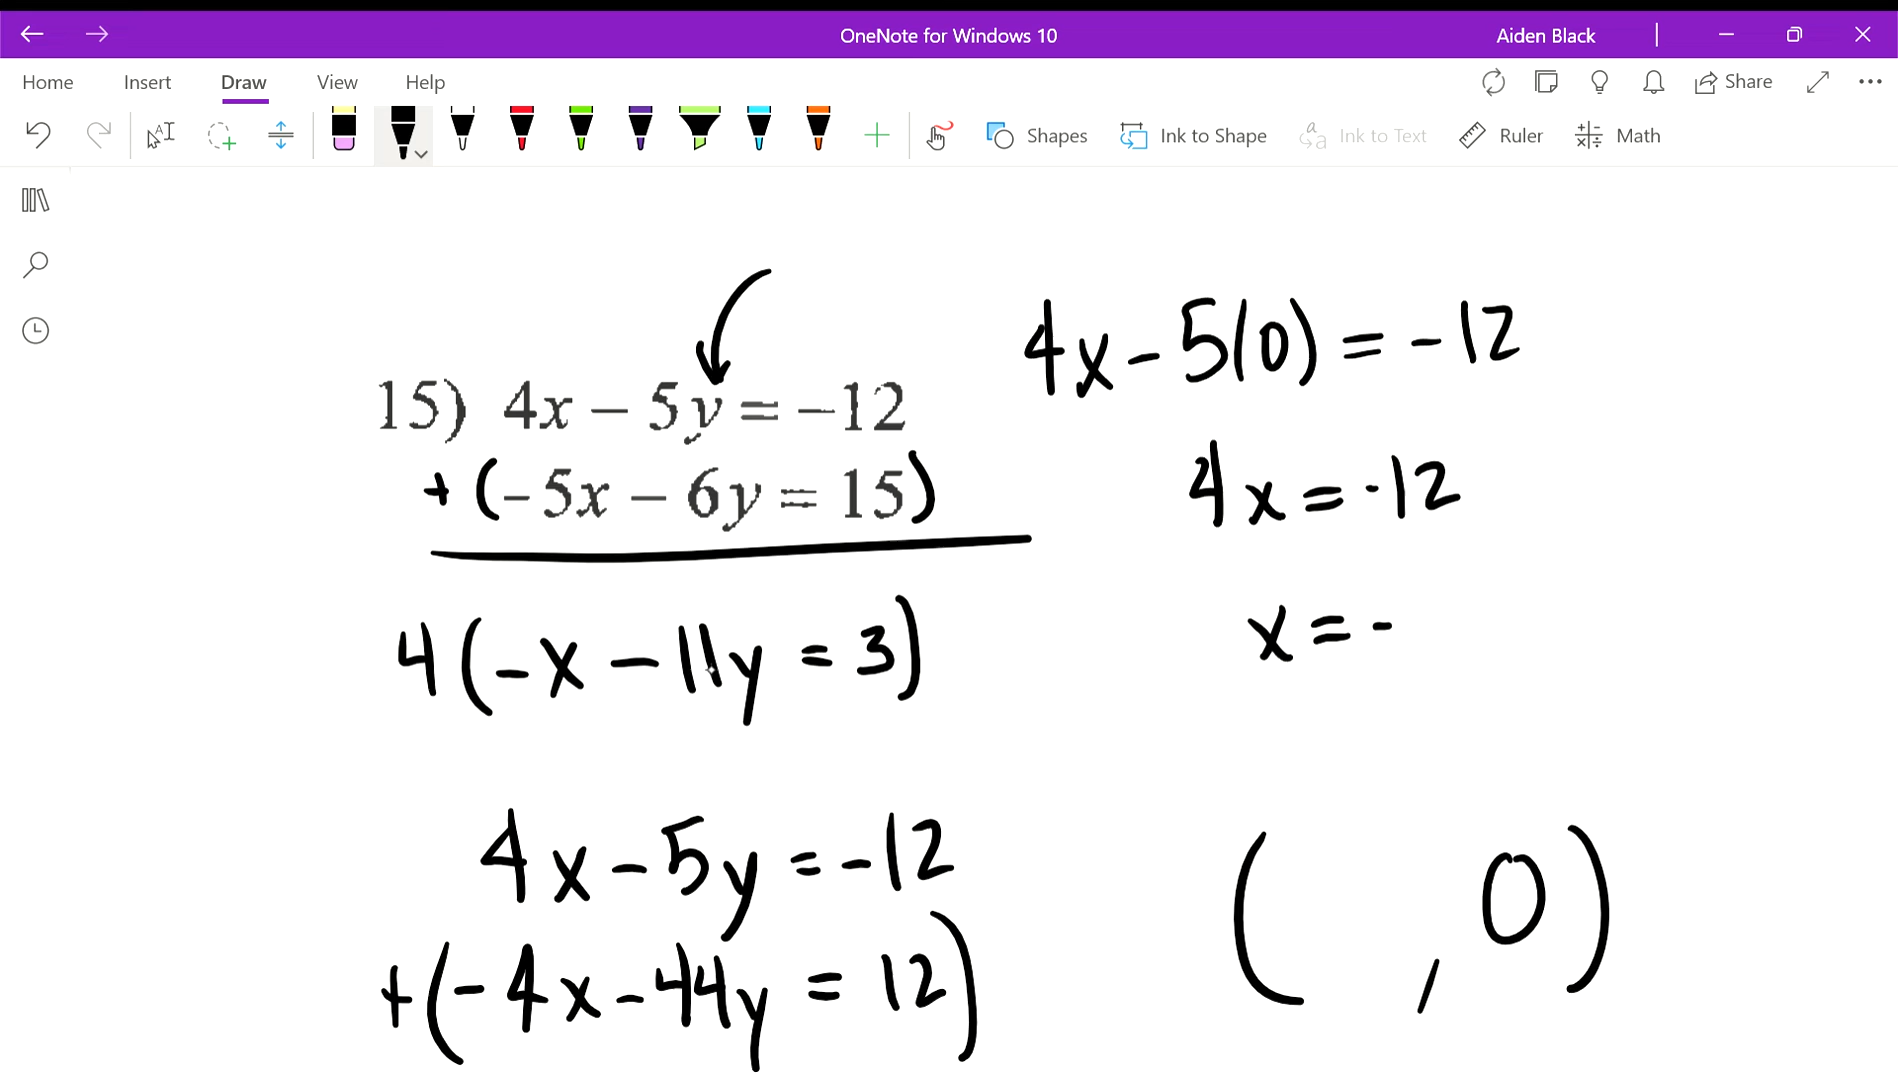 OneNote for Windows 10
Aiden Black
Home Insert Draw View Help
Share
Shapes Ink to Shape Ink to Text Ruler Math
15) 4x − 5y = −12
+ (−5x − 6y = 15)
4(-x - 11y = 3)
4x - 5y = -12
+(-4x - 44y = 12)
4x - 5(0) = -12
4x = -12
x = -
( , 0)